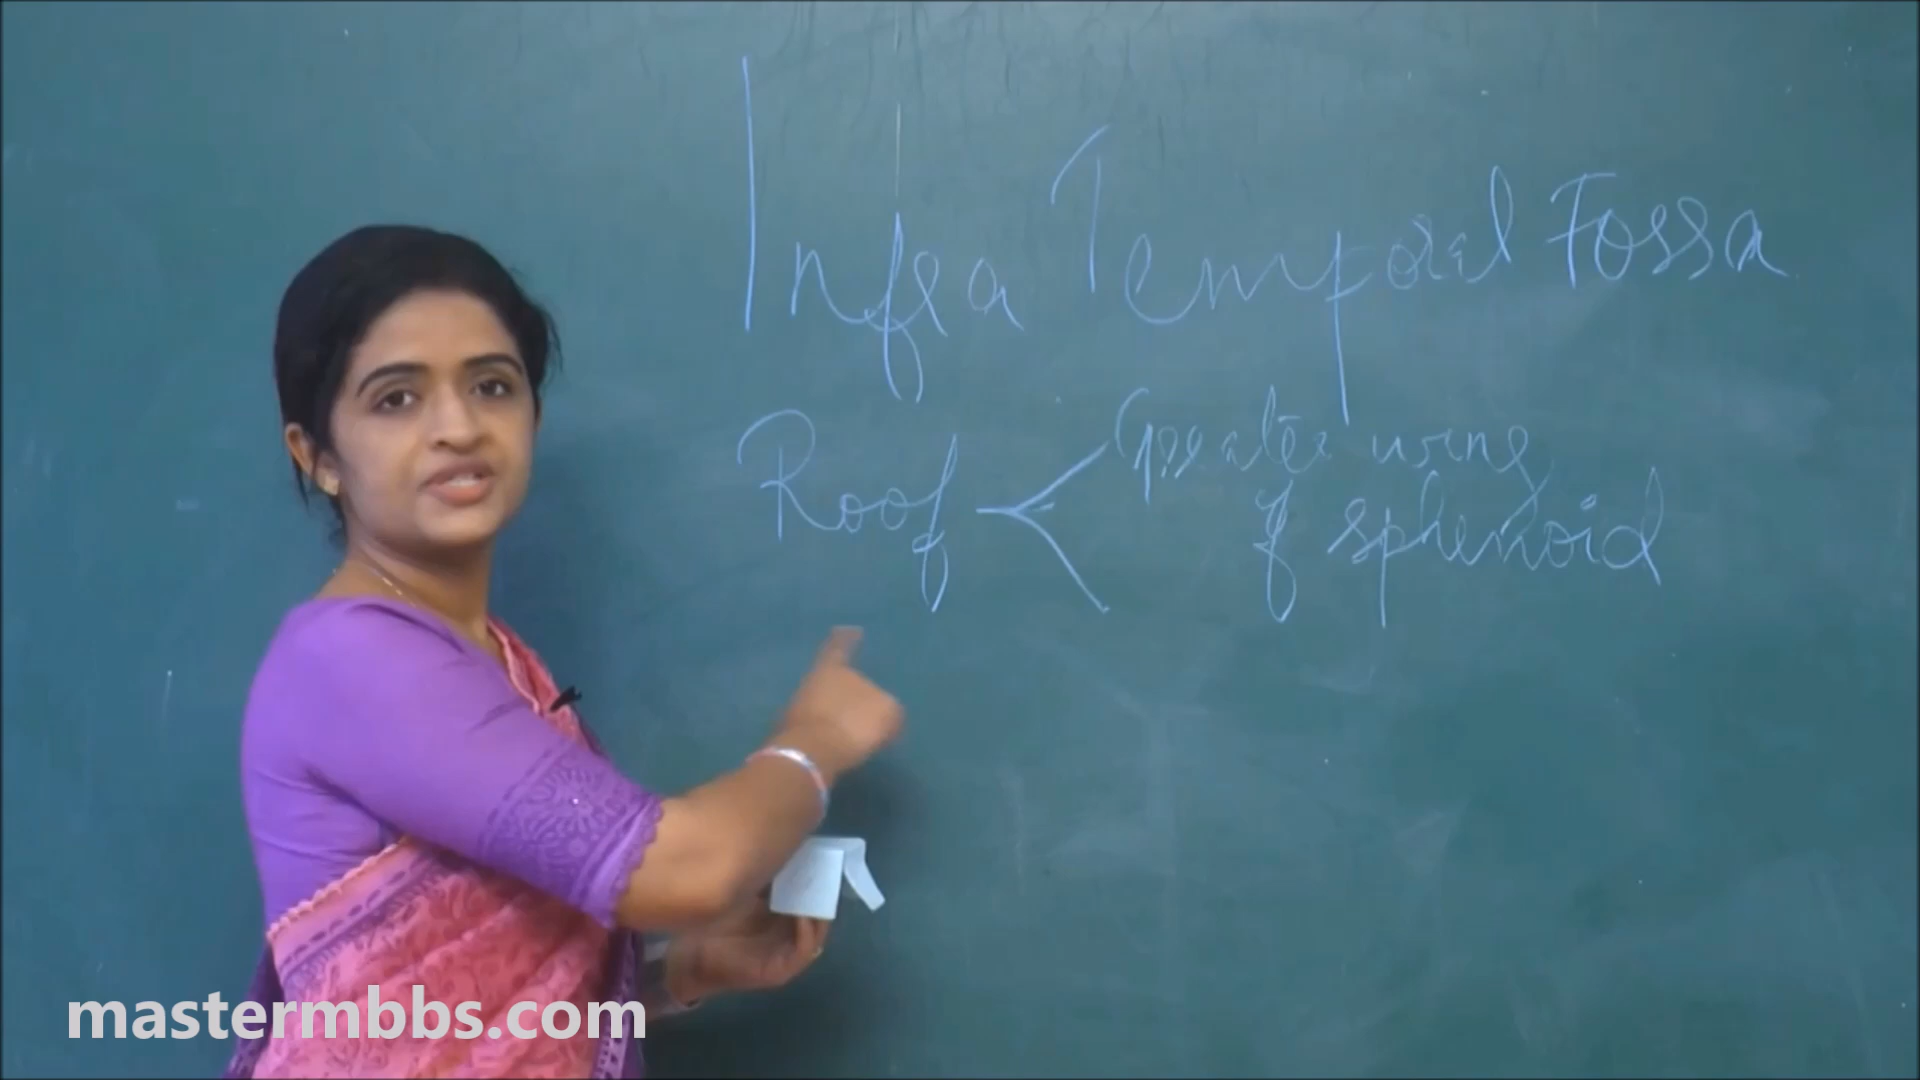 Infra Temporal Fossa
Roof
Greater wing
of sphenoid
mastermbbs.com